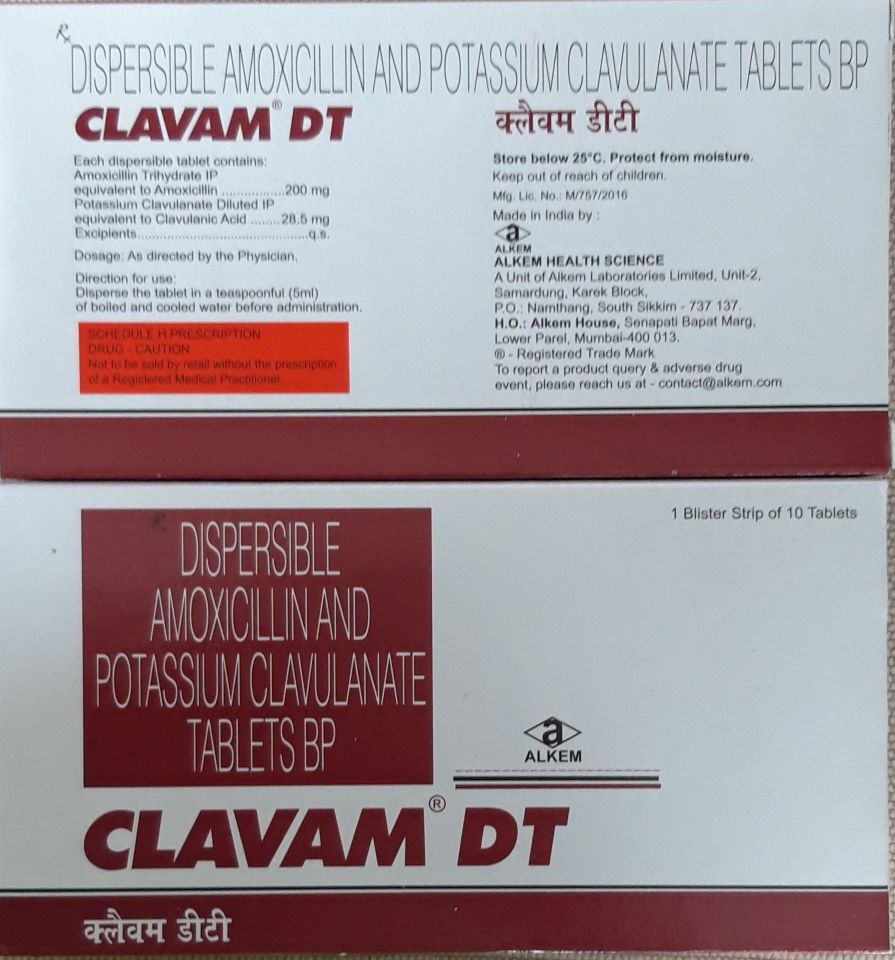 Rx
DISPERSIBLE AMOXICILLIN AND POTASSIUM CLAVULANATE TABLETS BP
CLAVAM® DT
Each dispersible tablet contains:
Amoxicillin Trihydrate IP
equivalent to Amoxicillin .................200 mg
Potassium Clavulanate Diluted IP
equivalent to Clavulanic Acid ........28.5 mg
Excipients..............................................q.s.
Dosage: As directed by the Physician.
Direction for use:
Disperse the tablet in a teaspoonful (5ml)
of boiled and cooled water before administration.
SCHEDULE H PRESCRIPTION
DRUG - CAUTION
Not to be sold by retail without the prescription
of a Registered Medical Practitioner
क्लैवम डीटी
Store below 25°C. Protect from moisture.
Keep out of reach of children.
Mfg. Lic. No.: M/757/2016
Made in India by :
a
ALKEM
ALKEM HEALTH SCIENCE
A Unit of Alkem Laboratories Limited, Unit-2,
Samardung, Karek Block,
P.O.: Namthang, South Sikkim - 737 137.
H.O.: Alkem House, Senapati Bapat Marg,
Lower Parel, Mumbai-400 013.
® - Registered Trade Mark
To report a product query & adverse drug
event, please reach us at - contact@alkem.com
1 Blister Strip of 10 Tablets
Rx
DISPERSIBLE
AMOXICILLIN AND
POTASSIUM CLAVULANATE
TABLETS BP
a
ALKEM
CLAVAM® DT
क्लैवम डीटी